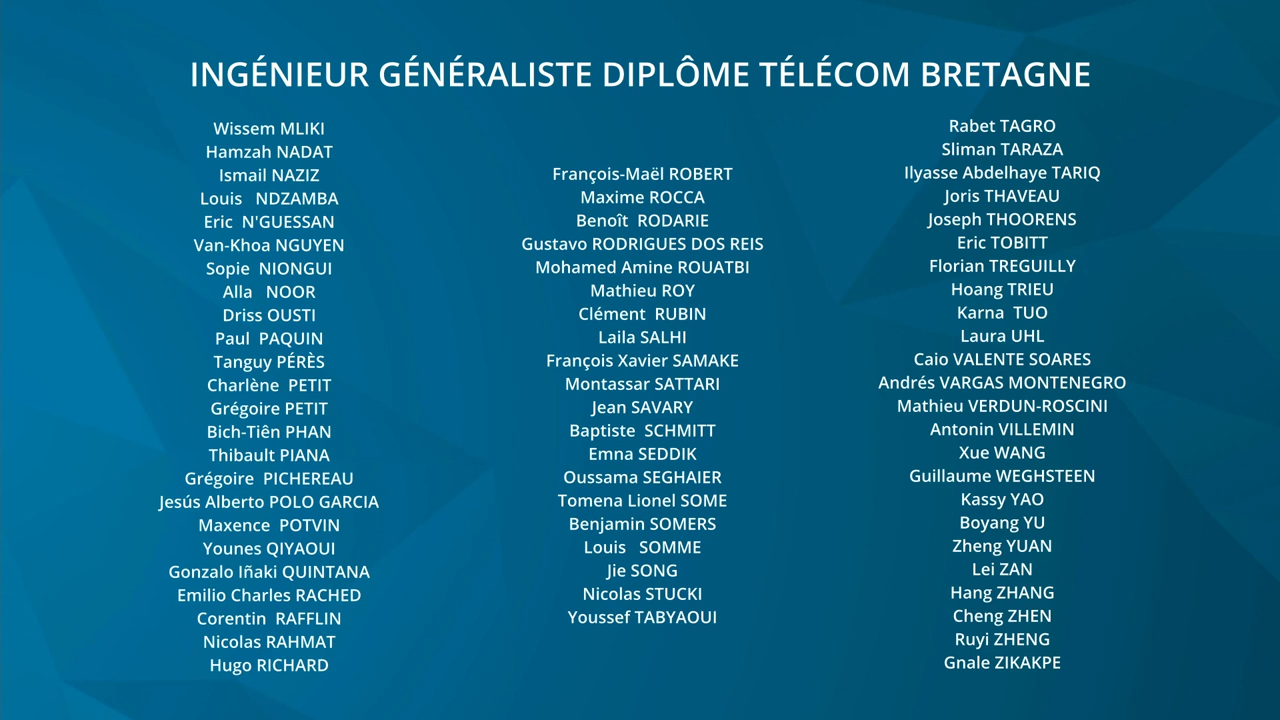 INGÉNIEUR GÉNÉRALISTE DIPLÔME TÉLÉCOM BRETAGNE
Wissem MLIKI
Hamzah NADAT
Ismail NAZIZ
Louis NDZAMBA
Eric N'GUESSAN
Van-Khoa NGUYEN
Sopie NIONGUI
Alla NOOR
Driss OUSTI
Paul PAQUIN
Tanguy PÉRÈS
Charlène PETIT
Grégoire PETIT
Bich-Tiên PHAN
Thibault PIANA
Grégoire PICHEREAU
Jesús Alberto POLO GARCIA
Maxence POTVIN
Younes QIYAOUI
Gonzalo Iñaki QUINTANA
Emilio Charles RACHED
Corentin RAFFLIN
Nicolas RAHMAT
Hugo RICHARD
François-Maël ROBERT
Maxime ROCCA
Benoît RODARIE
Gustavo RODRIGUES DOS REIS
Mohamed Amine ROUATBI
Mathieu ROY
Clément RUBIN
Laila SALHI
François Xavier SAMAKE
Montassar SATTARI
Jean SAVARY
Baptiste SCHMITT
Emna SEDDIK
Oussama SEGHAIER
Tomena Lionel SOME
Benjamin SOMERS
Louis SOMME
Jie SONG
Nicolas STUCKI
Youssef TABYAOUI
Rabet TAGRO
Sliman TARAZA
Ilyasse Abdelhaye TARIQ
Joris THAVEAU
Joseph THOORENS
Eric TOBITT
Florian TREGUILLY
Hoang TRIEU
Karna TUO
Laura UHL
Caio VALENTE SOARES
Andrés VARGAS MONTENEGRO
Mathieu VERDUN-ROSCINI
Antonin VILLEMIN
Xue WANG
Guillaume WEGHSTEEN
Kassy YAO
Boyang YU
Zheng YUAN
Lei ZAN
Hang ZHANG
Cheng ZHEN
Ruyi ZHENG
Gnale ZIKAKPE